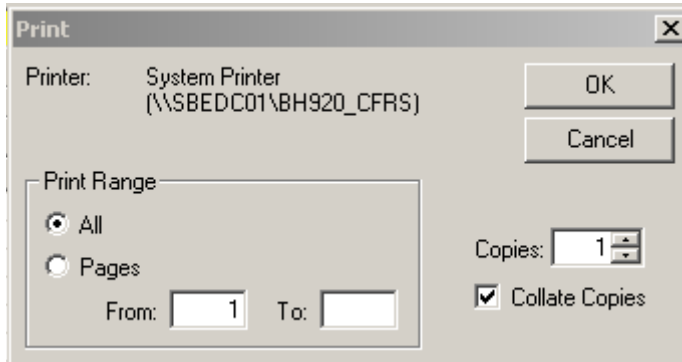 Print
Printer: System Printer
(\\SBEDC01\BH920_CFRS)
OK
Cancel
Print Range
All
Pages
From: 1 To:
Copies: 1
Collate Copies